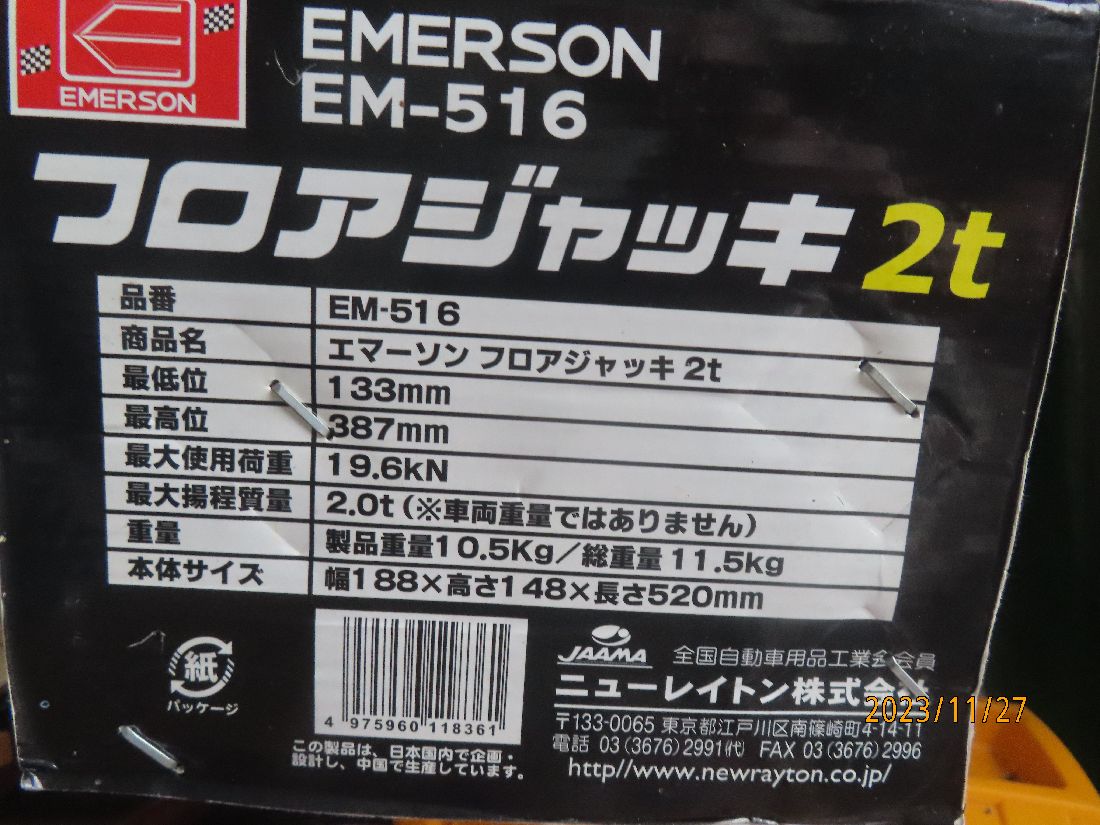 EMERSON
EMERSON
EM-516
フロアジャッキ 2t
品番 EM-516
商品名 エマーソン フロアジャッキ 2t
最低位 133mm
最高位 387mm
最大使用荷重 19.6kN
最大揚程質量 2.0t(※車両重量ではありません)
重量 製品重量10.5Kg/総重量11.5kg
本体サイズ 幅188×高さ148×長さ520mm
紙
パッケージ
4 975960 118361
この製品は、日本国内で企画・
設計し、中国で生産しています。
JAAMA 全国自動車用品工業会会員
ニューレイトン株式会社
〒133-0065 東京都江戸川区南篠崎町4-14-11
電話 03(3676)2991(代) FAX 03(3676)2996
http//www.newrayton.co.jp/
2023/11/27